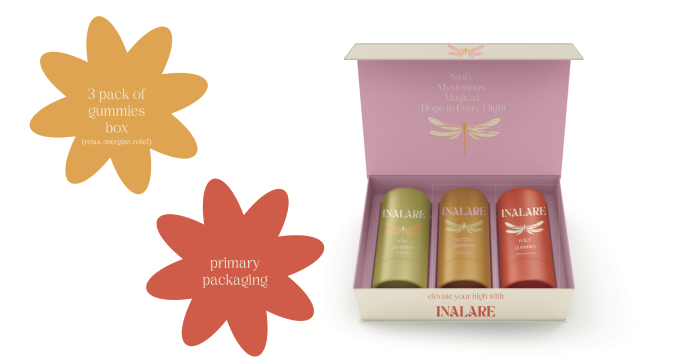 3 pack of
gummies
box
(relax, energise, relief)
primary
packaging
Swift.
Mysterious.
Magical.
Hope in Every Flight
INALARE
INALARE
INALARE
relief
gummies
elevate your high with
INALARE